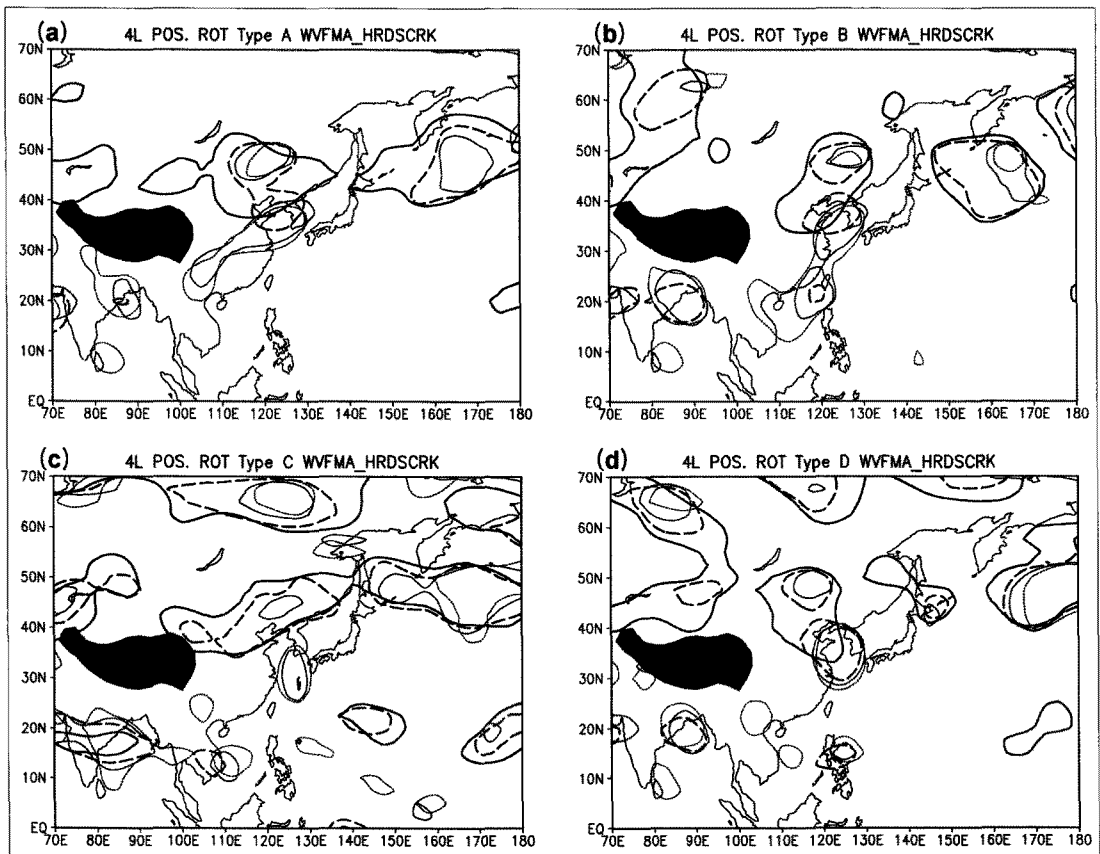 (a) 4L POS. ROT Type A WVFMA_HRDSCRK
70N
60N
50N
40N
30N
20N
10N
EQ
70E 80E 90E 100E 110E 120E 130E 140E 150E 160E 170E 180
(b) 4L POS. ROT Type B WVFMA_HRDSCRK
70N
60N
50N
40N
30N
20N
10N
EQ
70E 80E 90E 100E 110E 120E 130E 140E 150E 160E 170E 180
(c) 4L POS. ROT Type C WVFMA_HRDSCRK
70N
60N
50N
40N
30N
20N
10N
EQ
70E 80E 90E 100E 110E 120E 130E 140E 150E 160E 170E 180
(d) 4L POS. ROT Type D WVFMA_HRDSCRK
70N
60N
50N
40N
30N
20N
10N
EQ
70E 80E 90E 100E 110E 120E 130E 140E 150E 160E 170E 180